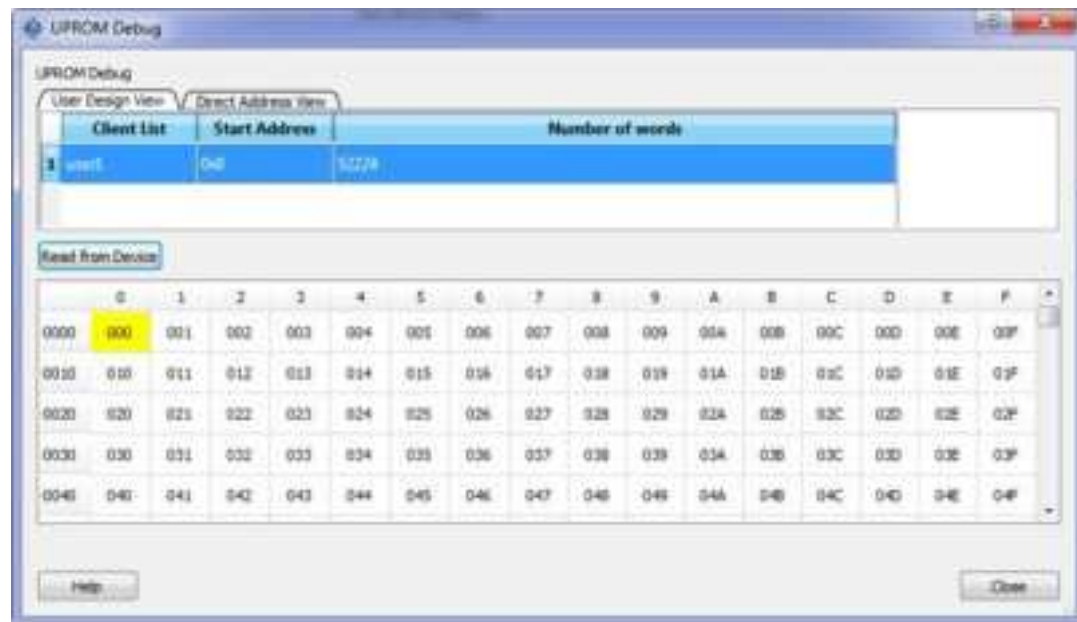 UPROM Debug
UPROM Debug
User Design View Direct Address View
Client List Start Address Number of words
1 0x0
Read from Device
0 1 2 3 4 5 6 7 8 9 A B C D E F
0000 000 001 002 003 004 005 006 007 008 009 00A 00B 00C 00D 00E 00F
0010 010 011 012 013 014 015 016 017 018 019 01A 01B 01C 01D 01E 01F
0020 020 021 022 023 024 025 026 027 028 029 02A 02B 02C 02D 02E 02F
0030 030 031 032 033 034 035 036 037 038 039 03A 03B 03C 03D 03E 03F
0040 040 041 042 043 044 045 046 047 048 049 04A 04B 04C 04D 04E 04F
Help Close